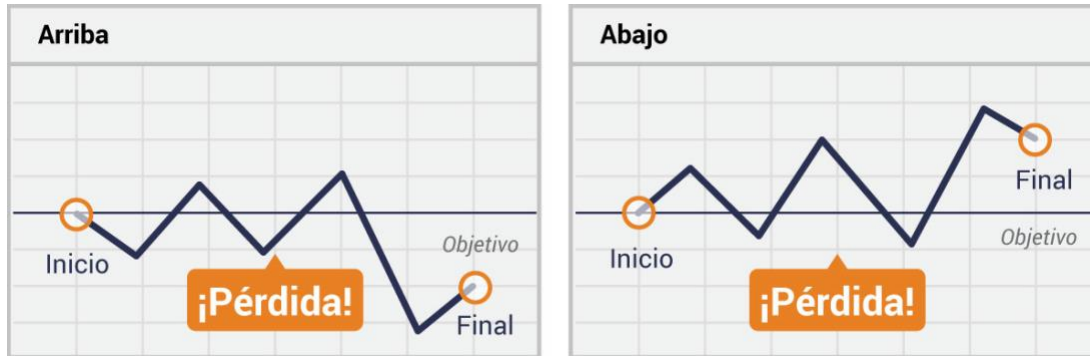 Arriba
Inicio
¡Pérdida!
Objetivo
Final
Abajo
Inicio
¡Pérdida!
Final
Objetivo